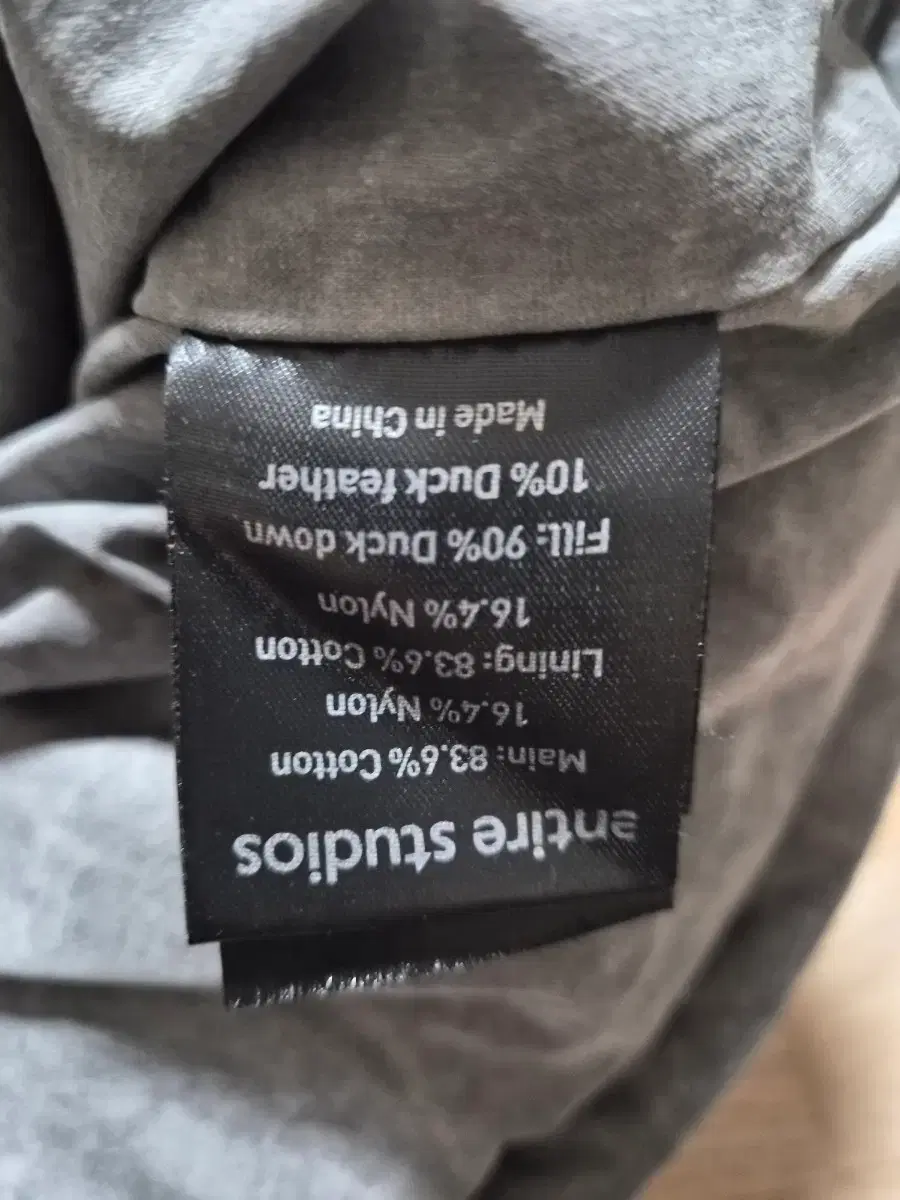 entire studios
Main: 83.6% Cotton
16.4% Nylon
Lining: 83.6% Cotton
16.4% Nylon
Fill: 90% Duck down
10% Duck feather
Made in China